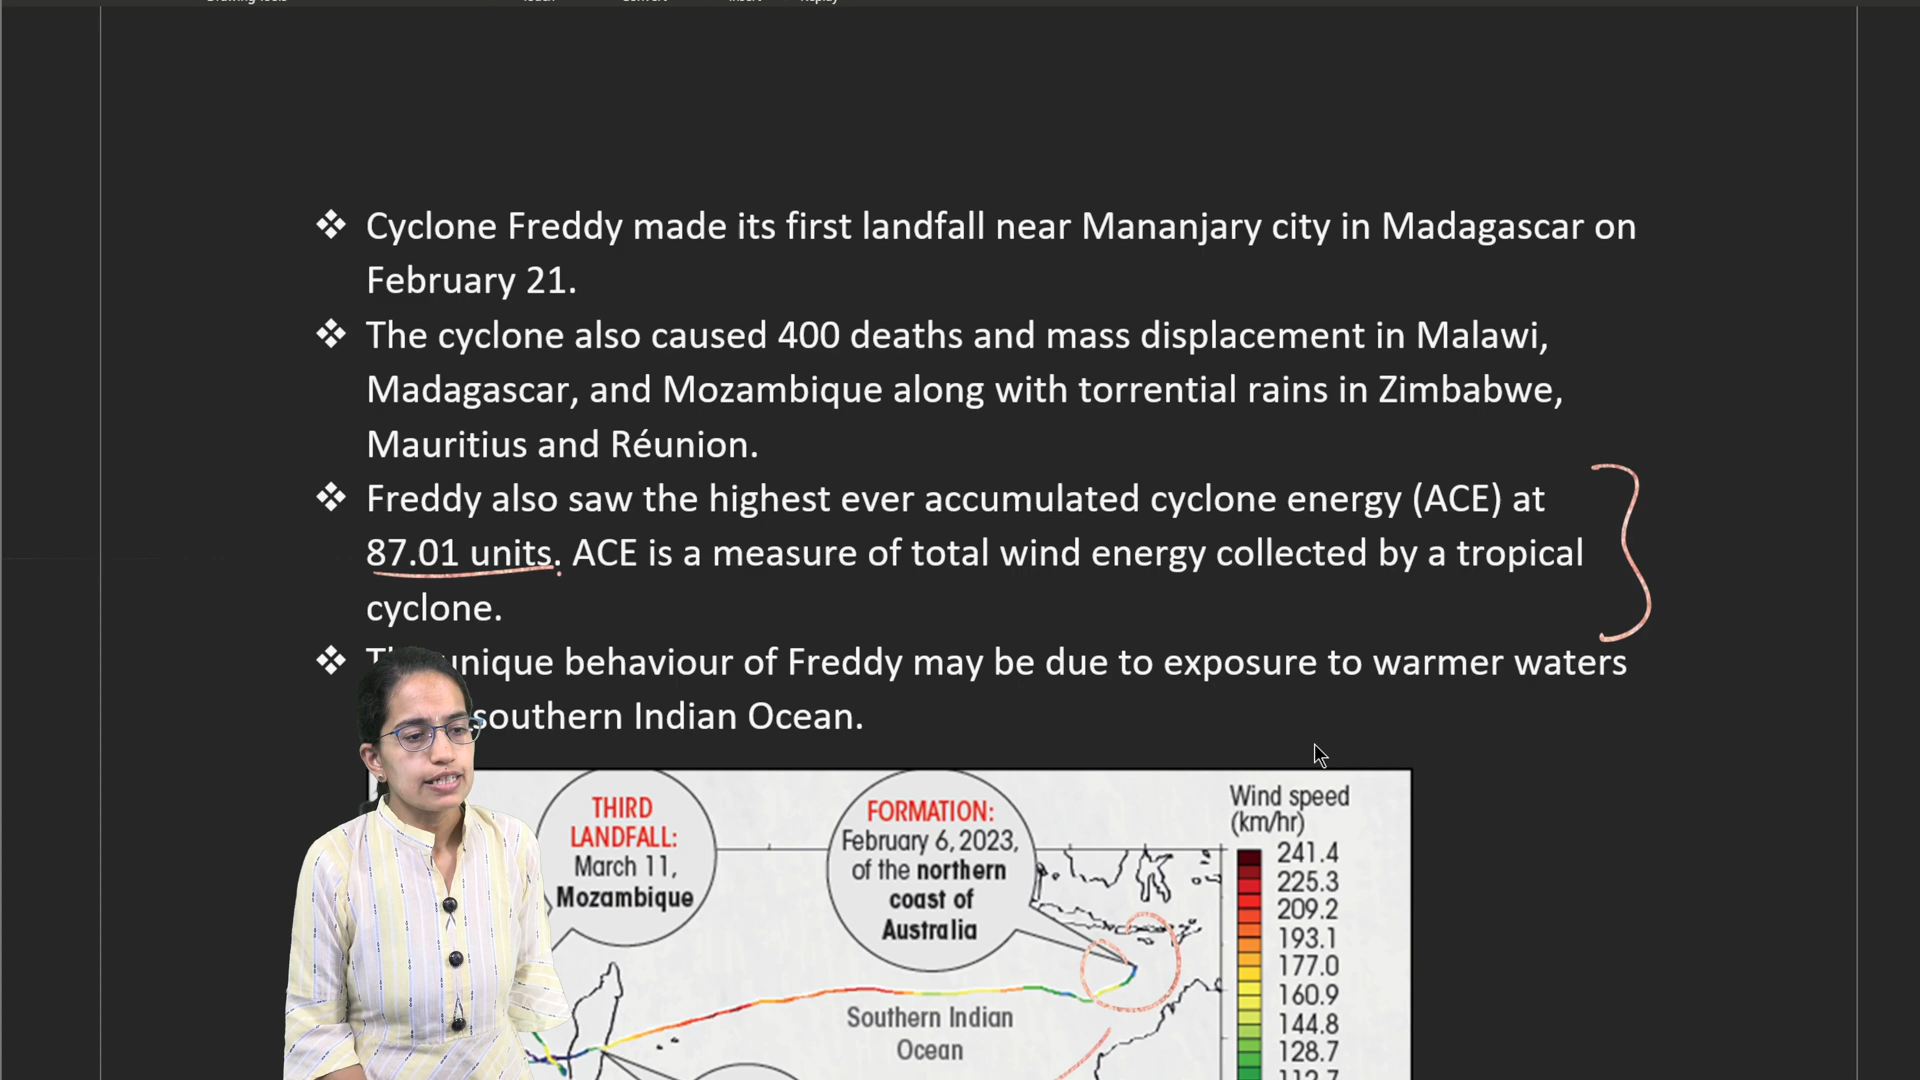 ❖ Cyclone Freddy made its first landfall near Mananjary city in Madagascar on
February 21.
❖ The cyclone also caused 400 deaths and mass displacement in Malawi,
Madagascar, and Mozambique along with torrential rains in Zimbabwe,
Mauritius and Réunion.
❖ Freddy also saw the highest ever accumulated cyclone energy (ACE) at
87.01 units. ACE is a measure of total wind energy collected by a tropical
cyclone.
❖ unique behaviour of Freddy may be due to exposure to warmer waters
southern Indian Ocean.
THIRD
LANDFALL:
March 11,
Mozambique
FORMATION:
February 6, 2023,
of the northern
coast of
Australia
Wind speed
(km/hr)
241.4
225.3
209.2
193.1
177.0
160.9
144.8
128.7
Southern Indian
Ocean